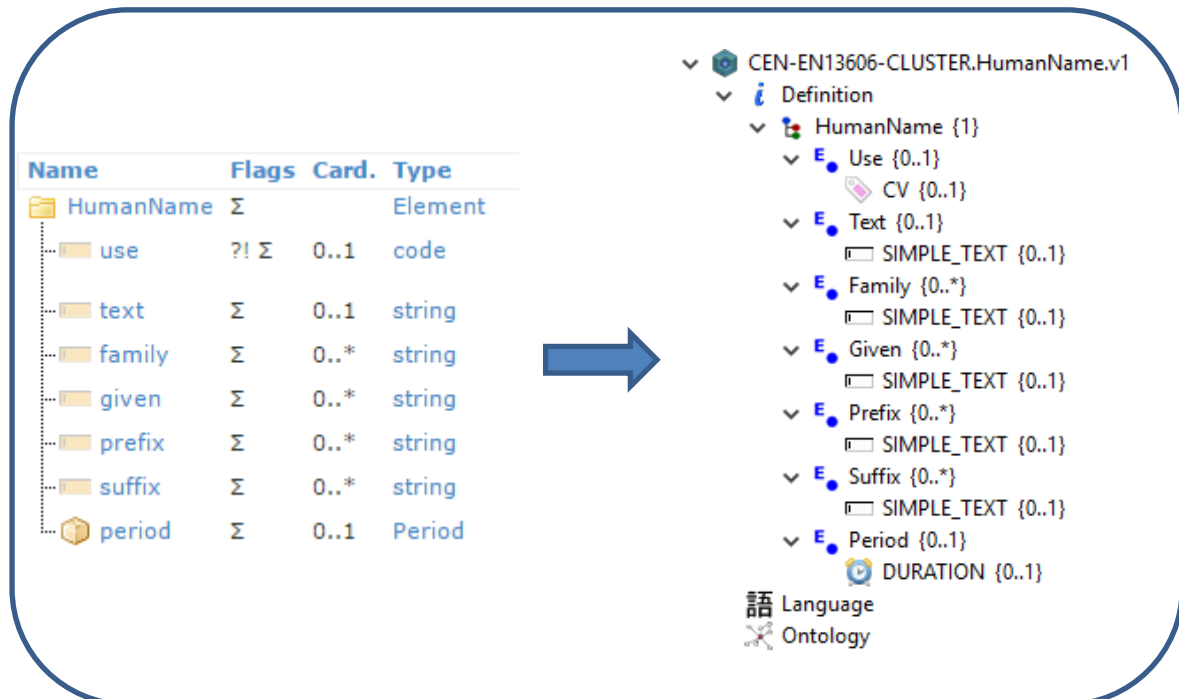 Name Flags Card. Type
HumanName Σ Element
use ?! Σ 0..1 code
text Σ 0..1 string
family Σ 0..* string
given Σ 0..* string
prefix Σ 0..* string
suffix Σ 0..* string
period Σ 0..1 Period
CEN-EN13606-CLUSTER.HumanName.v1
i Definition
HumanName {1}
E Use {0..1}
CV {0..1}
E Text {0..1}
SIMPLE_TEXT {0..1}
E Family {0..*}
SIMPLE_TEXT {0..1}
E Given {0..*}
SIMPLE_TEXT {0..1}
E Prefix {0..*}
SIMPLE_TEXT {0..1}
E Suffix {0..*}
SIMPLE_TEXT {0..1}
E Period {0..1}
DURATION {0..1}
語 Language
Ontology